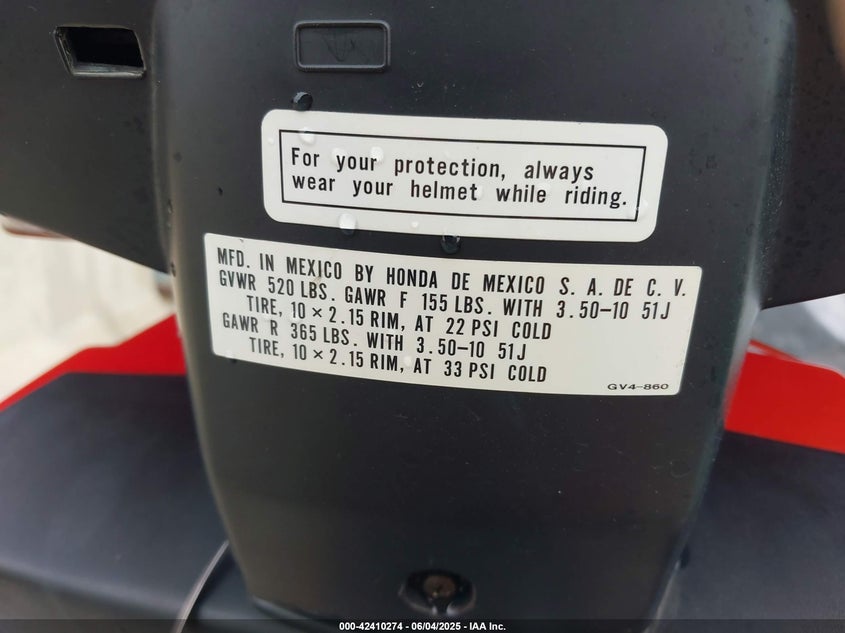 For your protection, always
wear your helmet while riding.
MFD. IN MEXICO BY HONDA DE MEXICO S. A. DE C. V.
GVWR 520 LBS. GAWR F 155 LBS. WITH 3.50-10 51J
TIRE, 10 × 2.15 RIM, AT 22 PSI COLD
GAWR R 365 LBS. WITH 3.50-10 51J
TIRE, 10 × 2.15 RIM, AT 33 PSI COLD
GV4-860
000-42410274 - 06/04/2025 - IAA Inc.